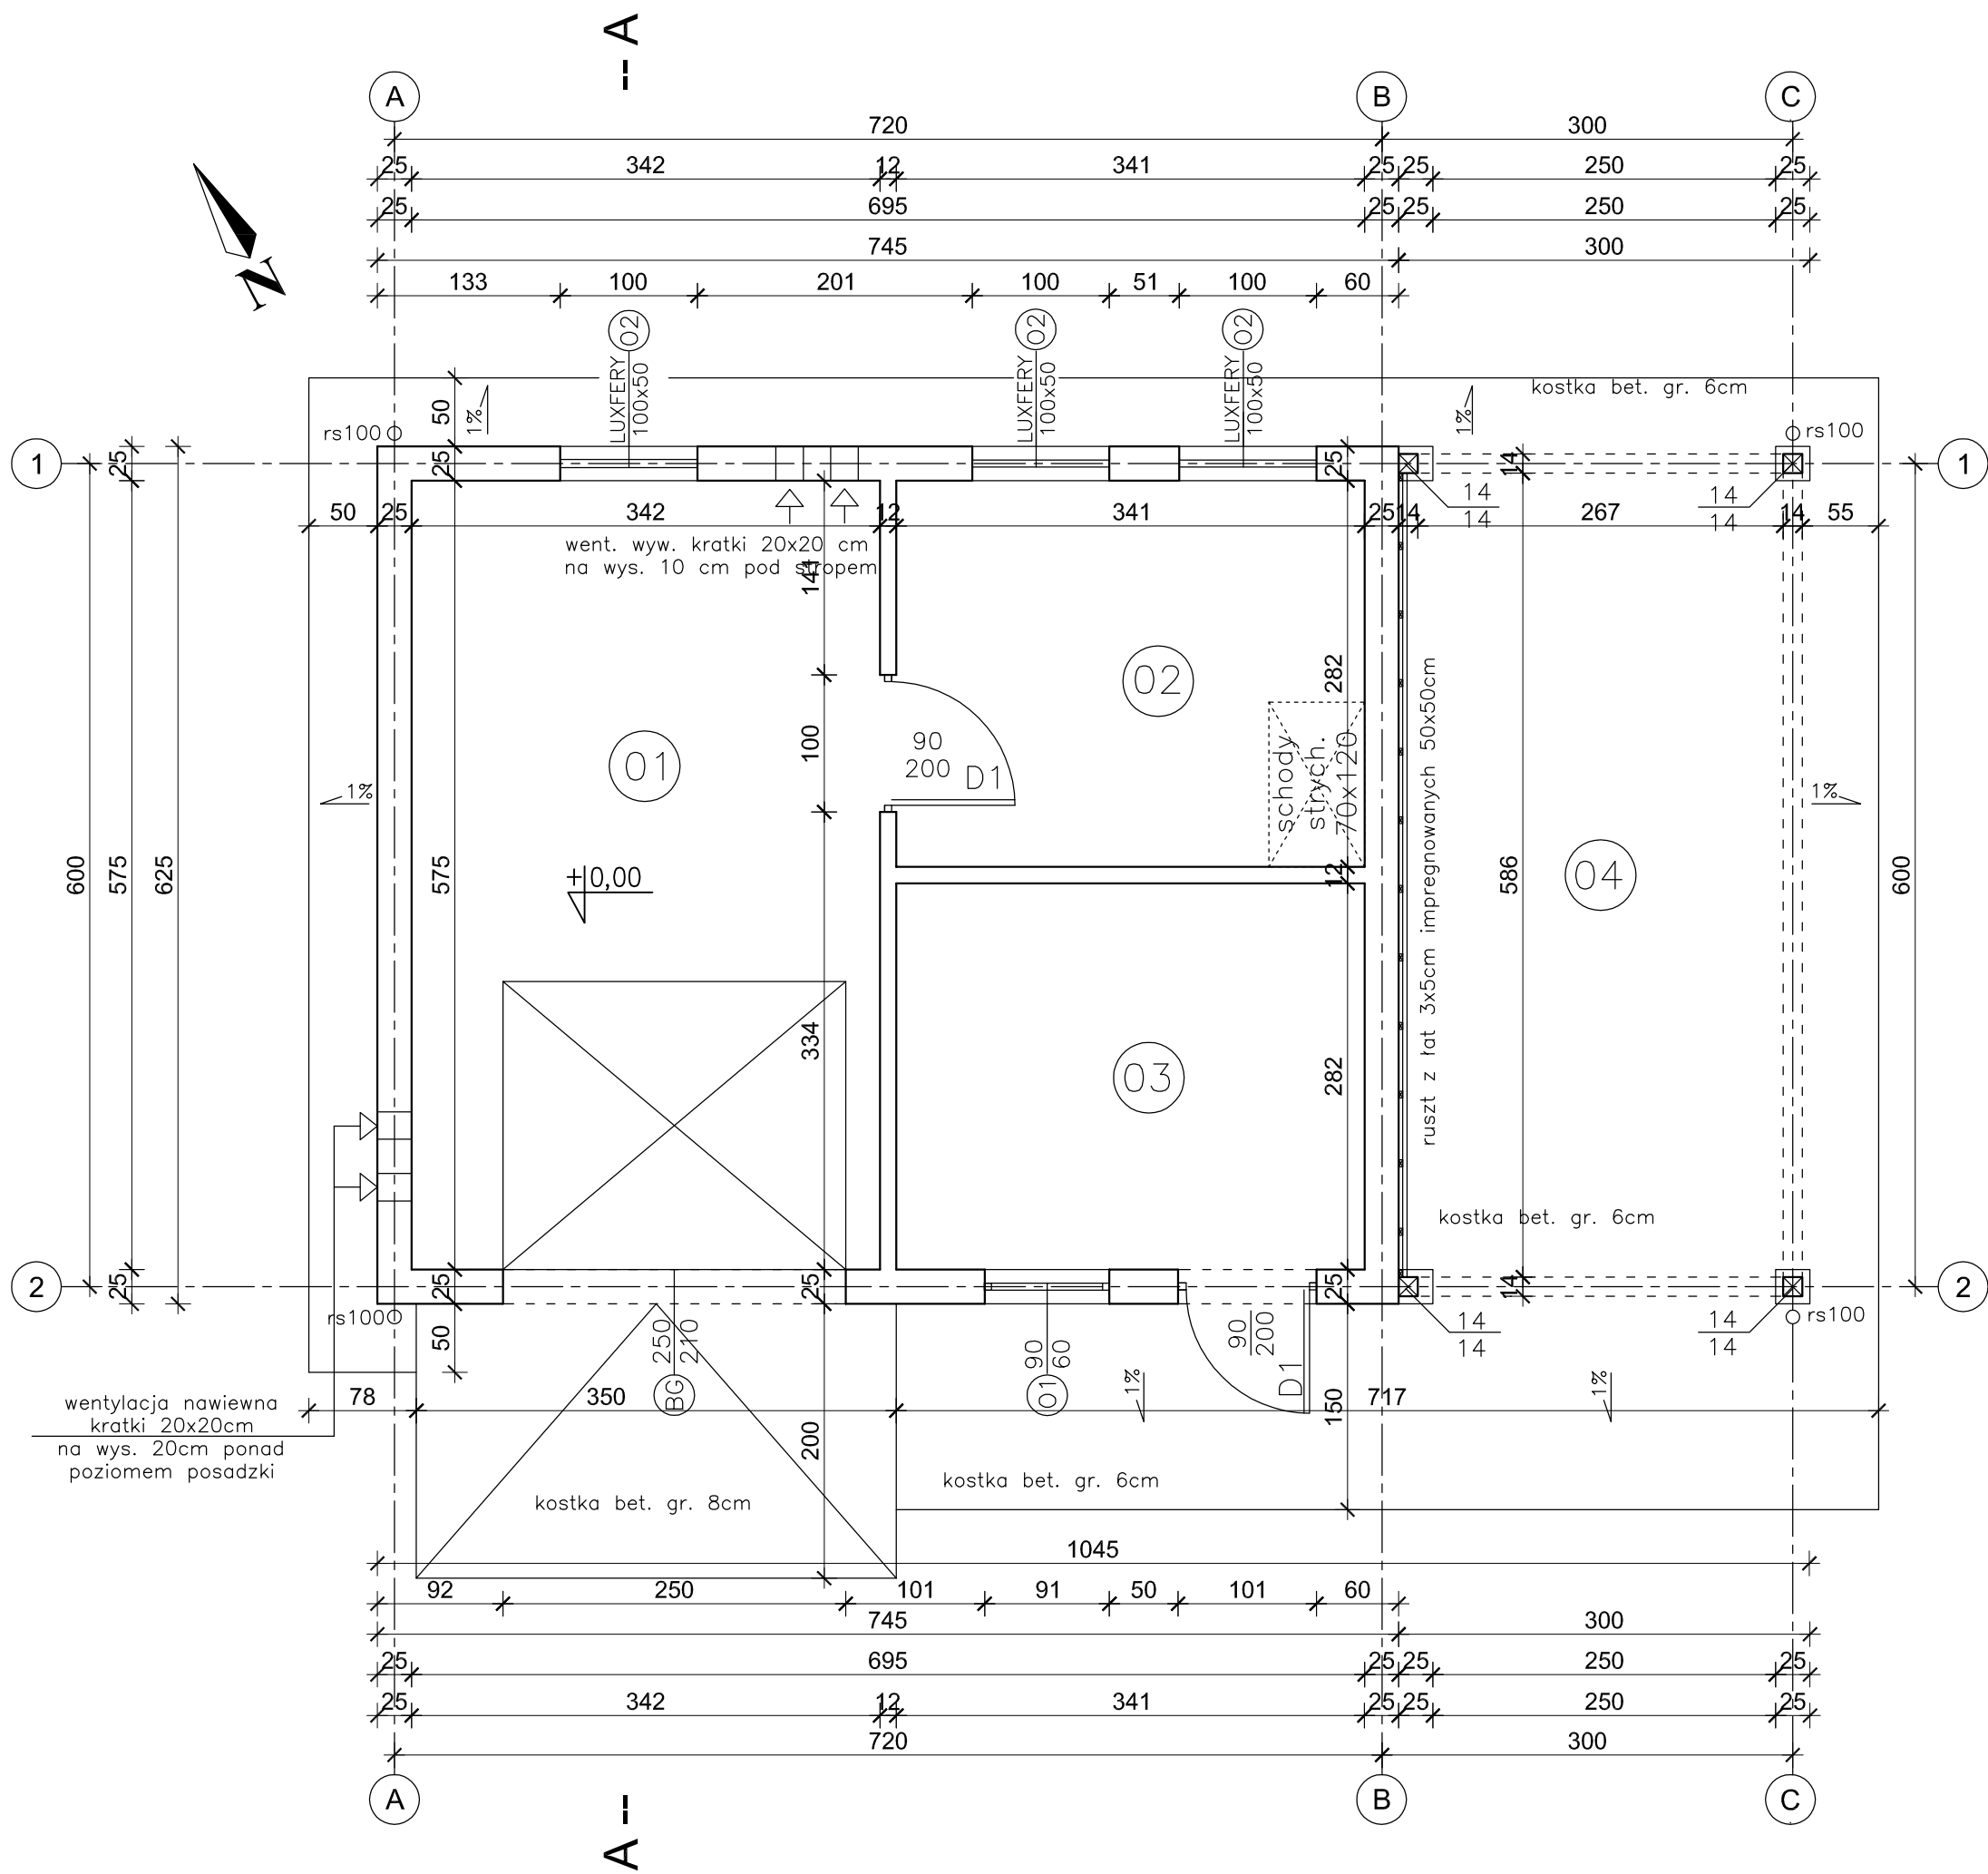 A
A B C
720 300
25 342 12 341 25 25 250 25
25 695 25 25 250 25
745 300
133 100 201 100 51 100 60
N
O2 O2 O2
LUXFERY
100x50
LUXFERY
100x50
LUXFERY
100x50
kostka bet. gr. 6cm
50
1%
1%
rs100
rs100
1
1
25
25
25
14
14
14
14
14
50 25 342 12 341 25 14 267 14 55
went. wyw. kratki 20x20 cm
na wys. 10 cm pod stropem
141
282
02
01
100
90
200
D1
schody
strych.
70x120
ruszt z łat 3x5cm impregnowanych 50x50cm
1%
1%
600
575
625
575
+0,00
12
586
04
600
334
03
282
kostka bet. gr. 6cm
2
2
25
25
25
25
14
rs100
rs100
50
250
210
BG
90
60
O1
90
200
D1
14
14
14
14
1%
1%
78 350 717
150
200
wentylacja nawiewna
kratki 20x20cm
na wys. 20cm ponad
poziomem posadzki
kostka bet. gr. 8cm
kostka bet. gr. 6cm
1045
92 250 101 91 50 101 60
745 300
25 695 25 25 250 25
25 342 12 341 25 25 250 25
720 300
A B C
A